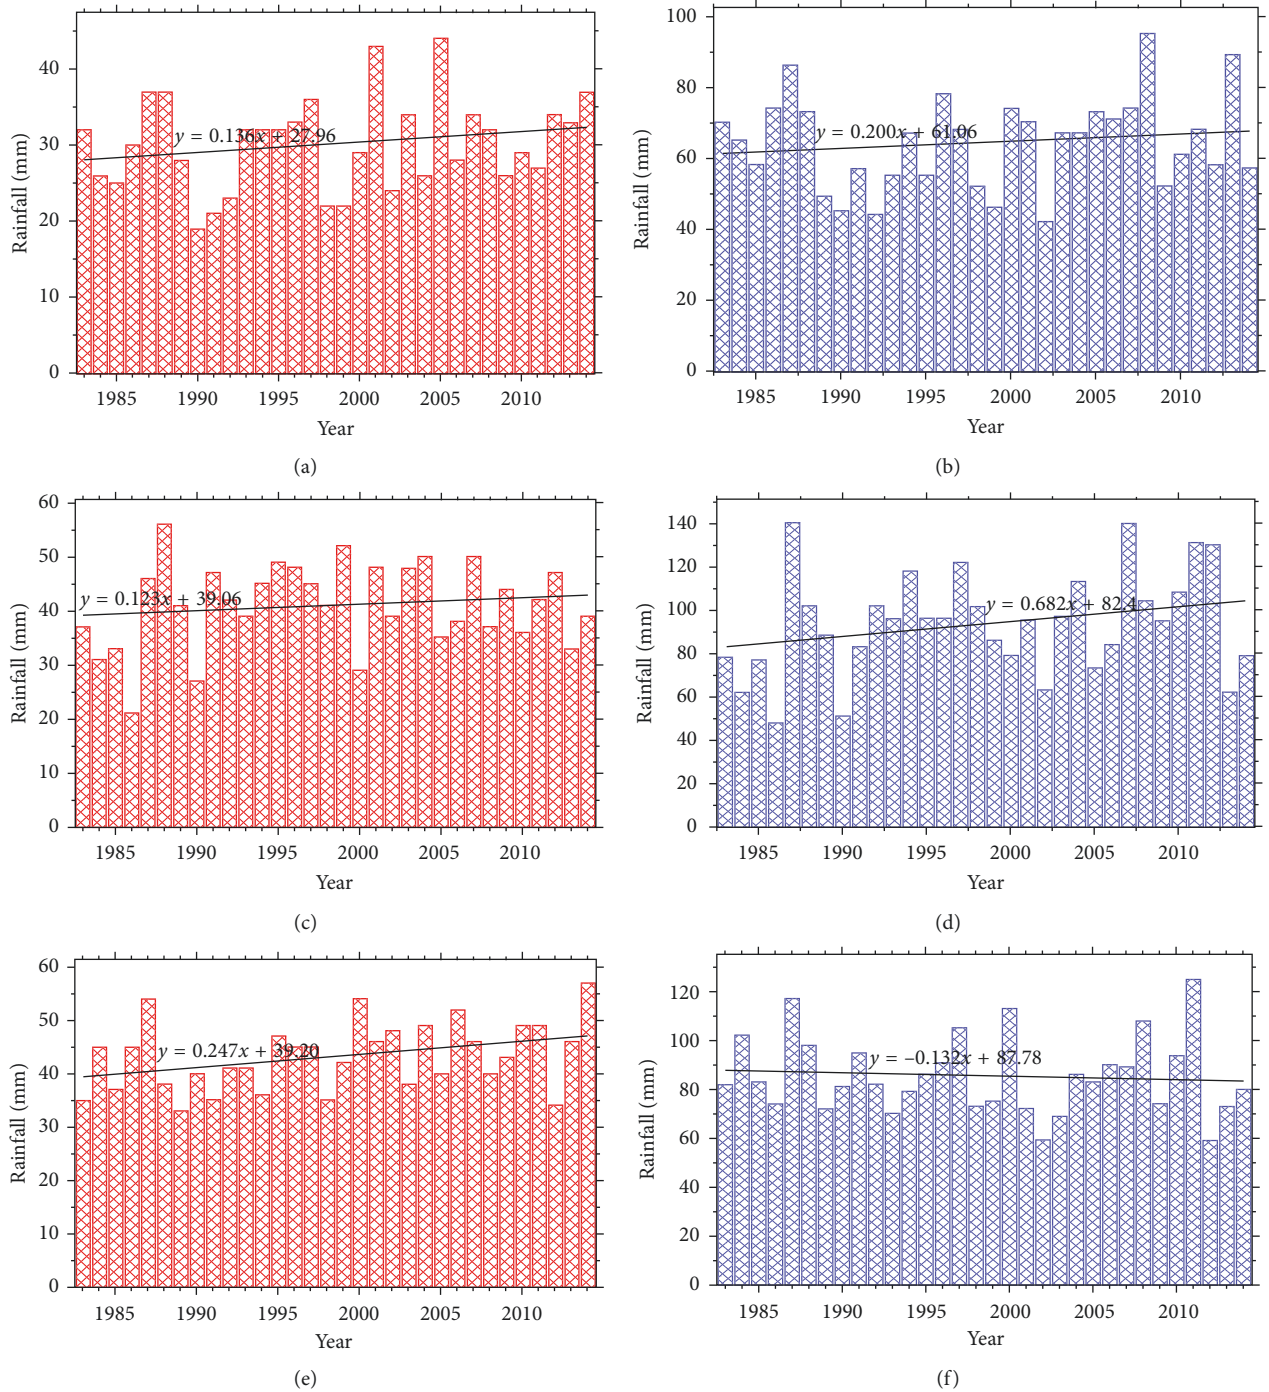 40
30
20
10
0
Rainfall (mm)
y = 0.136x + 27.96
1985 1990 1995 2000 2005 2010
Year
(a)
100
80
60
40
20
0
Rainfall (mm)
y = 0.200x + 61.06
1985 1990 1995 2000 2005 2010
Year
(b)
60
50
40
30
20
10
0
Rainfall (mm)
y = 0.123x + 39.06
1985 1990 1995 2000 2005 2010
Year
(c)
140
120
100
80
60
40
20
0
Rainfall (mm)
y = 0.682x + 82.4
1985 1990 1995 2000 2005 2010
Year
(d)
60
50
40
30
20
10
0
Rainfall (mm)
y = 0.247x + 39.20
1985 1990 1995 2000 2005 2010
Year
(e)
120
100
80
60
40
20
0
Rainfall (mm)
y = –0.132x + 87.78
1985 1990 1995 2000 2005 2010
Year
(f)